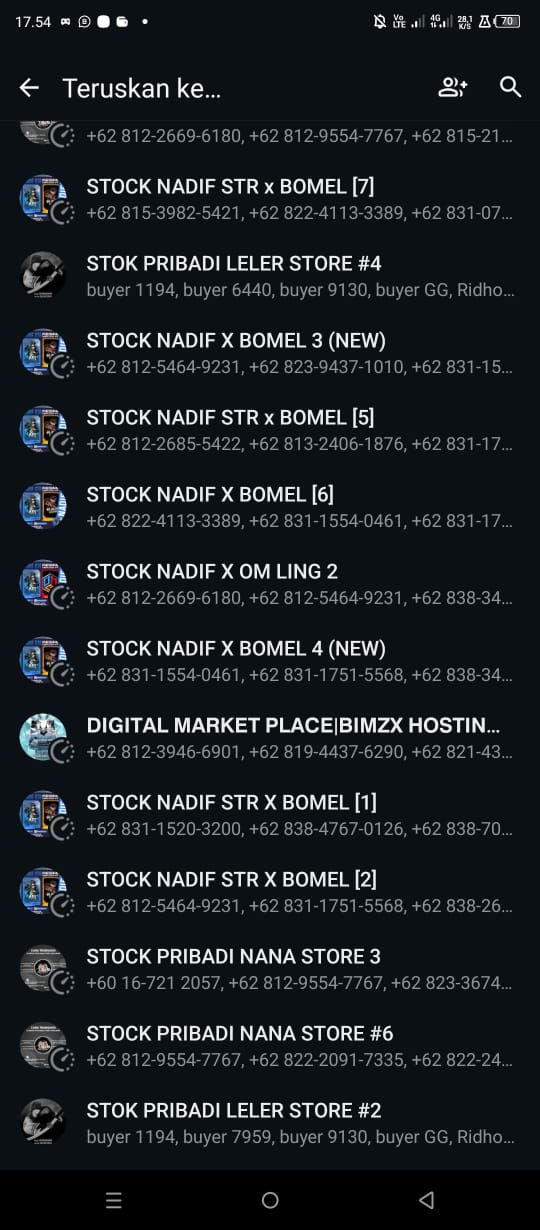 17.54
Vo LTE
4G
28,1 K/S
70
Teruskan ke...
+62 812-2669-6180, +62 812-9554-7767, +62 815-21...
STOCK NADIF STR x BOMEL [7]
+62 815-3982-5421, +62 822-4113-3389, +62 831-07...
STOK PRIBADI LELER STORE #4
buyer 1194, buyer 6440, buyer 9130, buyer GG, Ridho...
STOCK NADIF X BOMEL 3 (NEW)
+62 812-5464-9231, +62 823-9437-1010, +62 831-15...
STOCK NADIF STR x BOMEL [5]
+62 812-2685-5422, +62 813-2406-1876, +62 831-17...
STOCK NADIF X BOMEL [6]
+62 822-4113-3389, +62 831-1554-0461, +62 831-17...
STOCK NADIF X OM LING 2
+62 812-2669-6180, +62 812-5464-9231, +62 838-34...
STOCK NADIF X BOMEL 4 (NEW)
+62 831-1554-0461, +62 831-1751-5568, +62 838-34...
DIGITAL MARKET PLACE|BIMZX HOSTIN...
+62 812-3946-6901, +62 819-4437-6290, +62 821-43...
STOCK NADIF STR X BOMEL [1]
+62 831-1520-3200, +62 838-4767-0126, +62 838-70...
STOCK NADIF STR X BOMEL [2]
+62 812-5464-9231, +62 831-1751-5568, +62 838-26...
STOCK PRIBADI NANA STORE 3
+60 16-721 2057, +62 812-9554-7767, +62 823-3674...
STOCK PRIBADI NANA STORE #6
+62 812-9554-7767, +62 822-2091-7335, +62 822-24...
STOK PRIBADI LELER STORE #2
buyer 1194, buyer 7959, buyer 9130, buyer GG, Ridho...